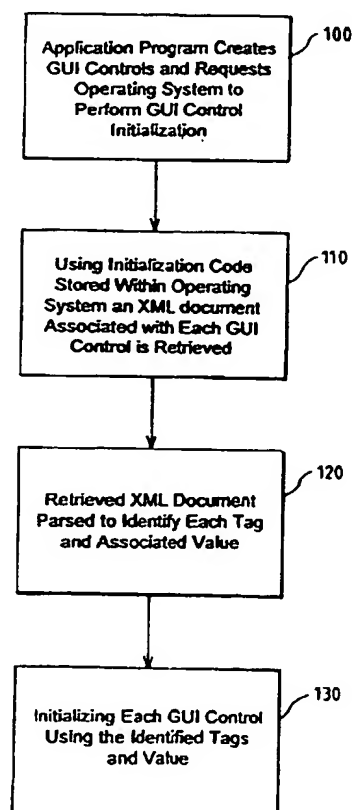 Application Program Creates
GUI Controls and Requests
Operating System to
Perform GUI Control
Initialization
100
Using Initialization Code
Stored Within Operating
System an XML document
Associated with Each GUI
Control is Retrieved
110
Retrieved XML Document
Parsed to Identify Each Tag
and Associated Value
120
Initializing Each GUI Control
Using the Identified Tags
and Value
130